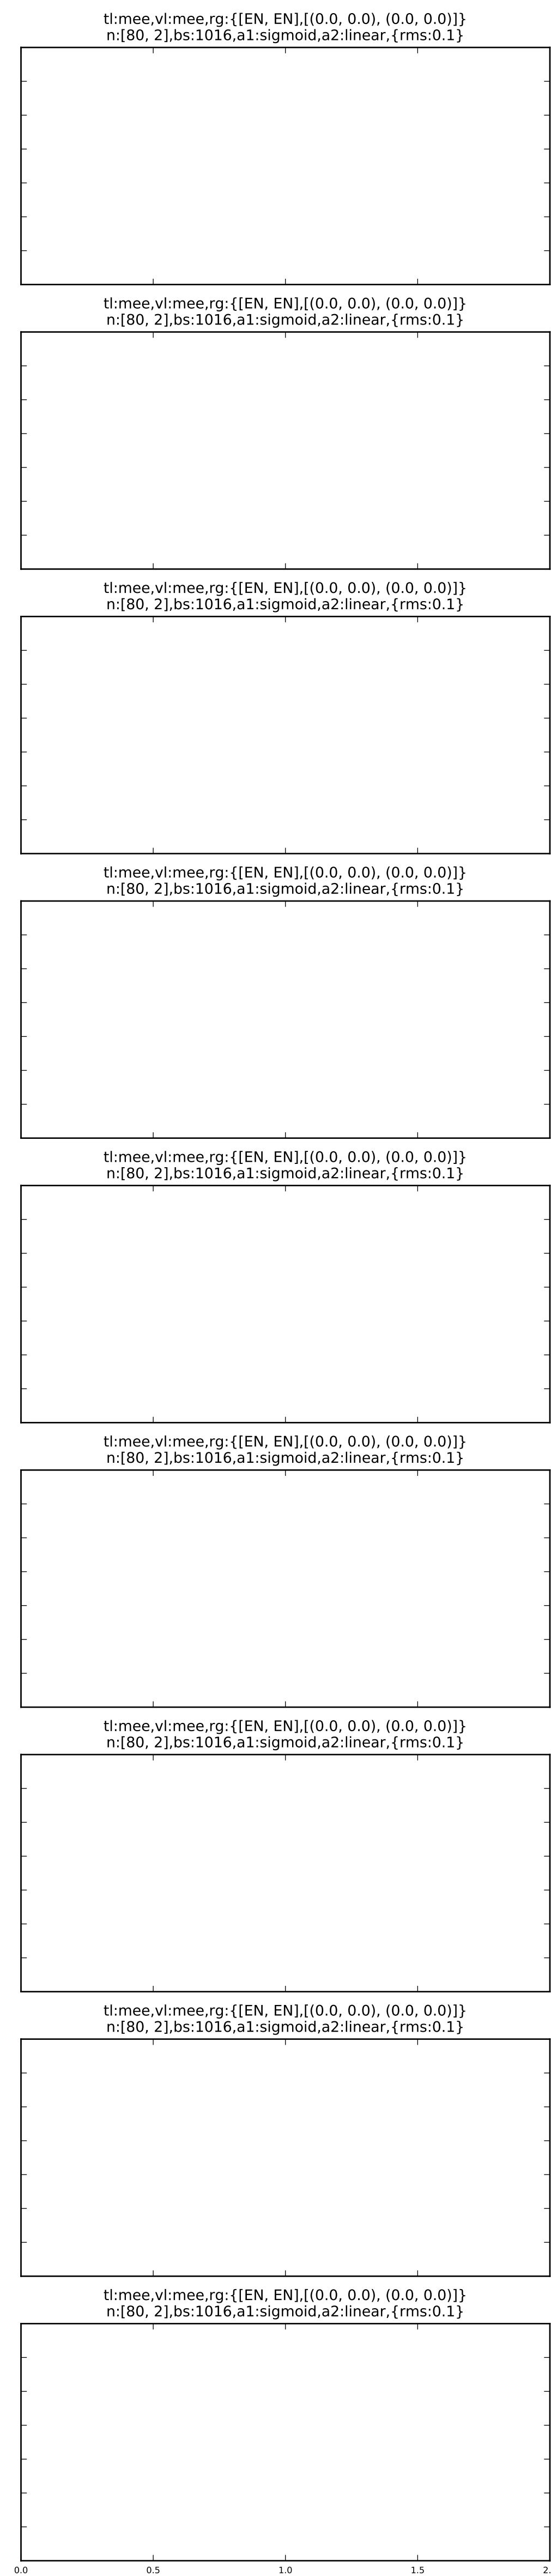 tl:mee,vl:mee,rg:{[EN, EN],[(0.0, 0.0), (0.0, 0.0)]}
n:[80, 2],bs:1016,a1:sigmoid,a2:linear,{rms:0.1}
tl:mee,vl:mee,rg:{[EN, EN],[(0.0, 0.0), (0.0, 0.0)]}
n:[80, 2],bs:1016,a1:sigmoid,a2:linear,{rms:0.1}
tl:mee,vl:mee,rg:{[EN, EN],[(0.0, 0.0), (0.0, 0.0)]}
n:[80, 2],bs:1016,a1:sigmoid,a2:linear,{rms:0.1}
tl:mee,vl:mee,rg:{[EN, EN],[(0.0, 0.0), (0.0, 0.0)]}
n:[80, 2],bs:1016,a1:sigmoid,a2:linear,{rms:0.1}
tl:mee,vl:mee,rg:{[EN, EN],[(0.0, 0.0), (0.0, 0.0)]}
n:[80, 2],bs:1016,a1:sigmoid,a2:linear,{rms:0.1}
tl:mee,vl:mee,rg:{[EN, EN],[(0.0, 0.0), (0.0, 0.0)]}
n:[80, 2],bs:1016,a1:sigmoid,a2:linear,{rms:0.1}
tl:mee,vl:mee,rg:{[EN, EN],[(0.0, 0.0), (0.0, 0.0)]}
n:[80, 2],bs:1016,a1:sigmoid,a2:linear,{rms:0.1}
tl:mee,vl:mee,rg:{[EN, EN],[(0.0, 0.0), (0.0, 0.0)]}
n:[80, 2],bs:1016,a1:sigmoid,a2:linear,{rms:0.1}
tl:mee,vl:mee,rg:{[EN, EN],[(0.0, 0.0), (0.0, 0.0)]}
n:[80, 2],bs:1016,a1:sigmoid,a2:linear,{rms:0.1}
0.0 0.5 1.0 1.5 2.